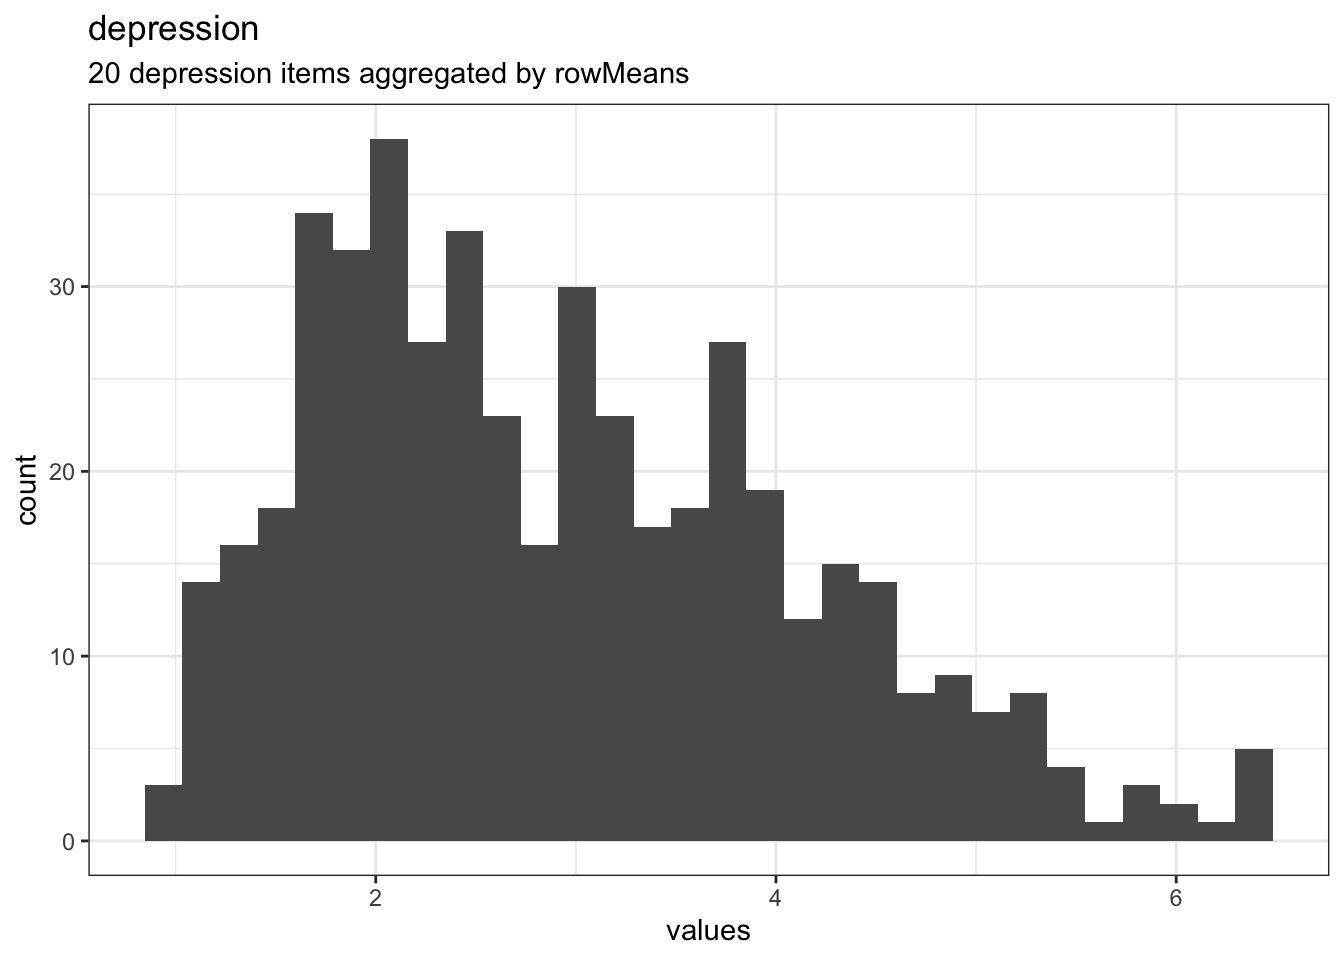 depression
20 depression items aggregated by rowMeans
30
20
10
0
count
2 4 6
values